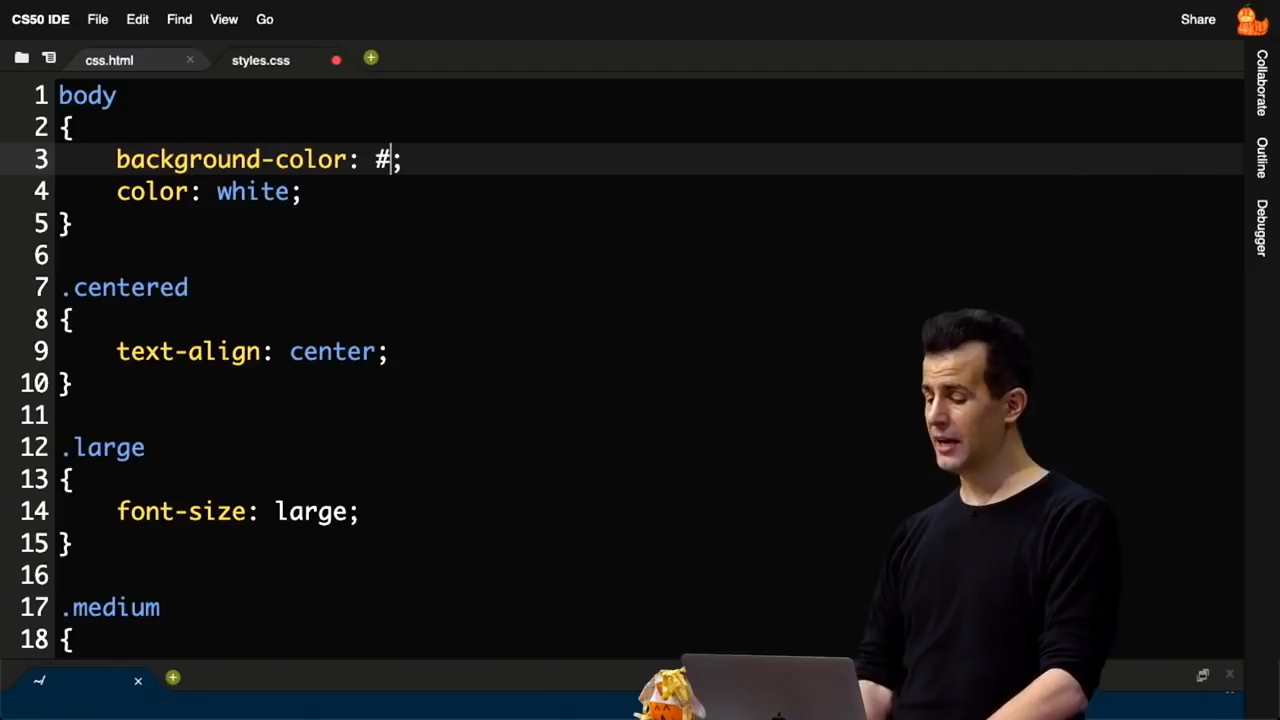 CS50 IDE File Edit Find View Go Share
css.html styles.css
1 body
2 {
3 background-color: #;
4 color: white;
5 }
6
7 .centered
8 {
9 text-align: center;
10 }
11
12 .large
13 {
14 font-size: large;
15 }
16
17 .medium
18 {
~/
Collaborate
Outline
Debugger